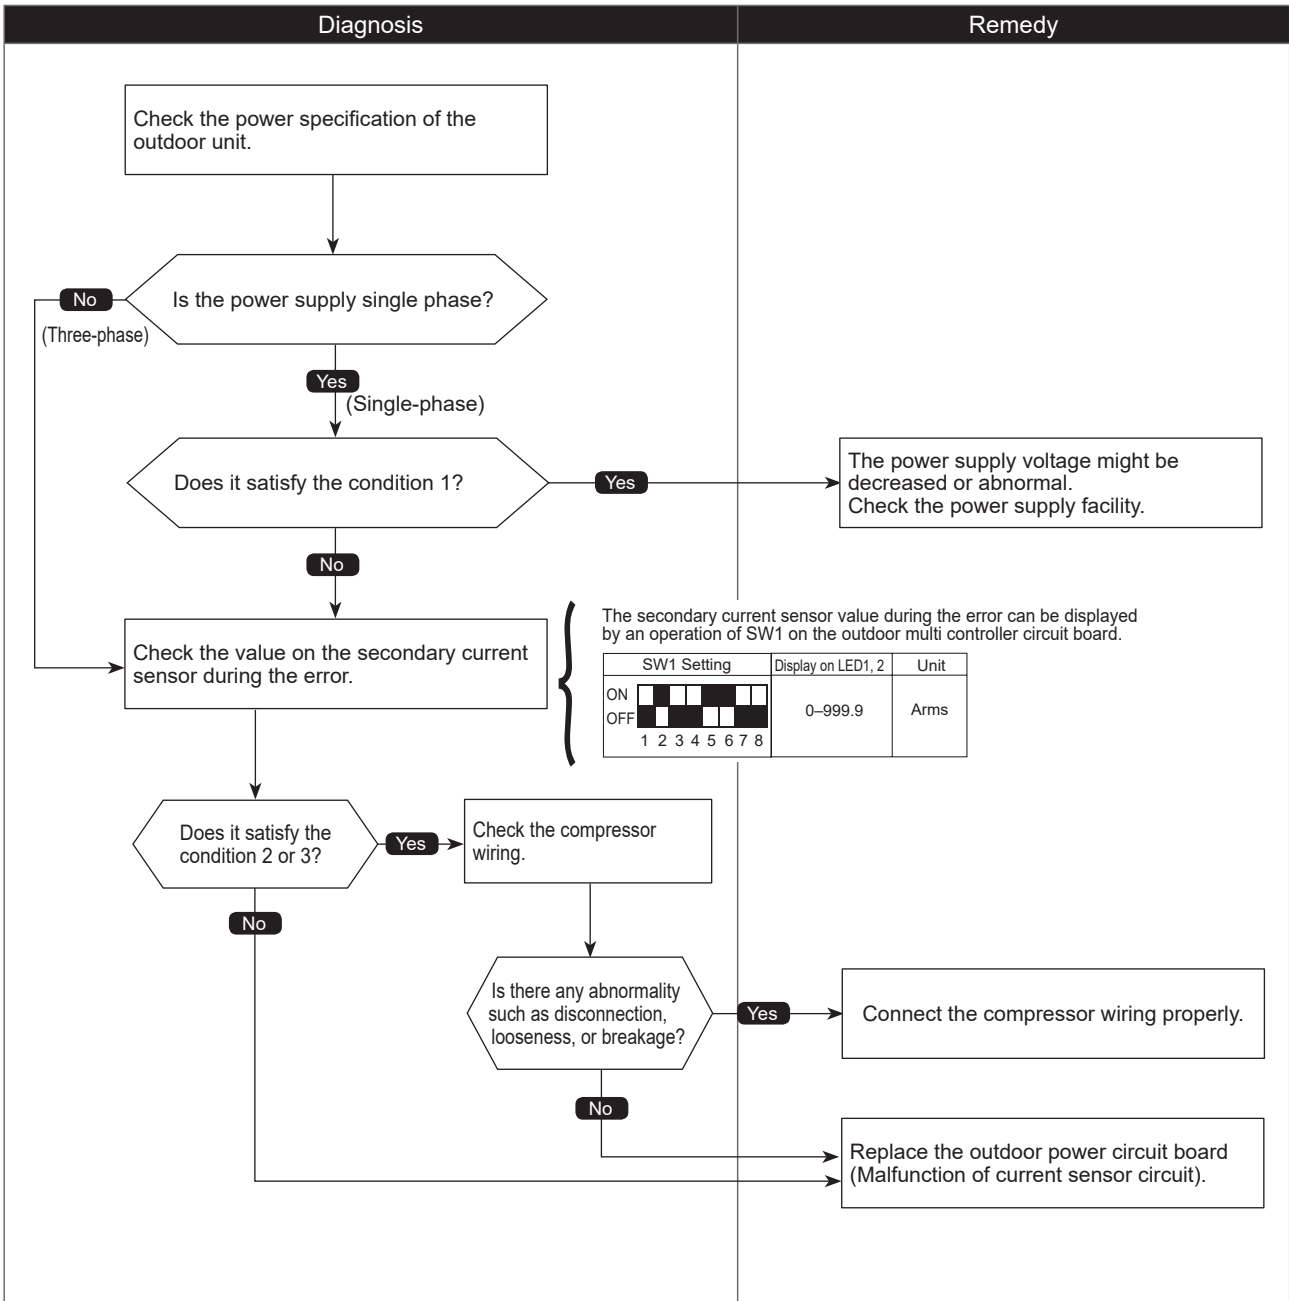 Diagnosis
Remedy
Check the power specification of the
outdoor unit.
Is the power supply single phase?
No
(Three-phase)
Yes
(Single-phase)
Does it satisfy the condition 1?
Yes
The power supply voltage might be
decreased or abnormal.
Check the power supply facility.
No
Check the value on the secondary current
sensor during the error.
The secondary current sensor value during the error can be displayed
by an operation of SW1 on the outdoor multi controller circuit board.
SW1 Setting
Display on LED1, 2
Unit
ON
OFF
1 2 3 4 5 6 7 8
0–999.9
Arms
Does it satisfy the
condition 2 or 3?
Yes
Check the compressor
wiring.
No
Is there any abnormality
such as disconnection,
looseness, or breakage?
Yes
Connect the compressor wiring properly.
No
Replace the outdoor power circuit board
(Malfunction of current sensor circuit).